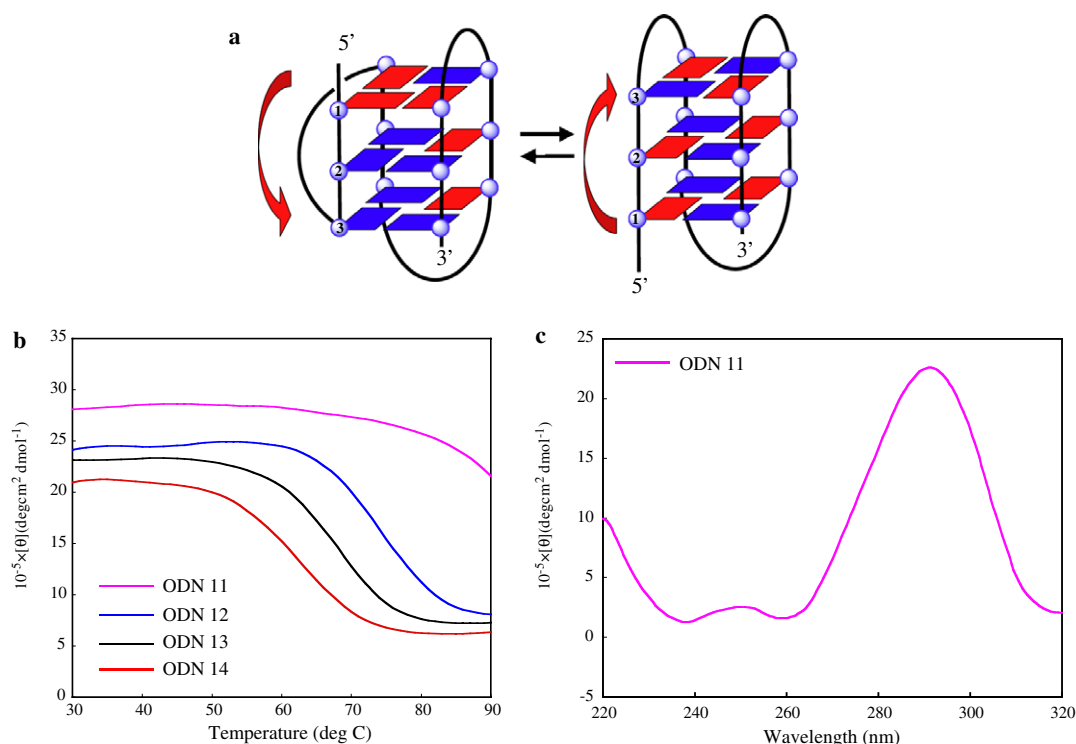 a
5’
1
2
3
3’
3
2
1
3’
5’
b
35
30
25
20
15
10
5
0
10⁻⁵×[θ](degcm² dmol⁻¹)
ODN 11
ODN 12
ODN 13
ODN 14
30 40 50 60 70 80 90
Temperature (deg C)
c
25
20
15
10
5
0
-5
10⁻⁵×[θ](degcm² dmol⁻¹)
ODN 11
220 240 260 280 300 320
Wavelength (nm)